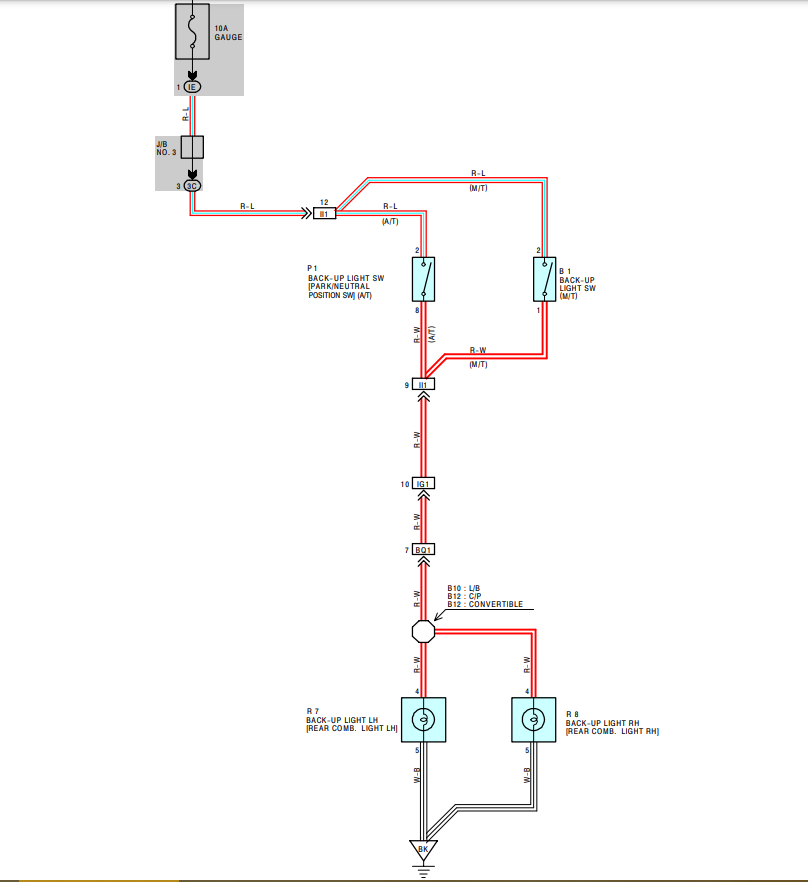 10A
GAUGE
1
IE
R-L
J/B
NO. 3
3
3C
R-L
12
II1
R-L
(A/T)
R-L
(M/T)
2
P 1
BACK-UP LIGHT SW
[PARK/NEUTRAL
POSITION SW] (A/T)
8
2
B 1
BACK-UP
LIGHT SW
(M/T)
1
R-W
(A/T)
R-W
(M/T)
9
II1
R-W
10
IG1
R-W
7
BQ1
R-W
B10 : L/B
B12 : C/P
B12 : CONVERTIBLE
R-W
R-W
4
R 7
BACK-UP LIGHT LH
[REAR COMB. LIGHT LH]
5
4
R 8
BACK-UP LIGHT RH
[REAR COMB. LIGHT RH]
5
W-B
W-B
BK